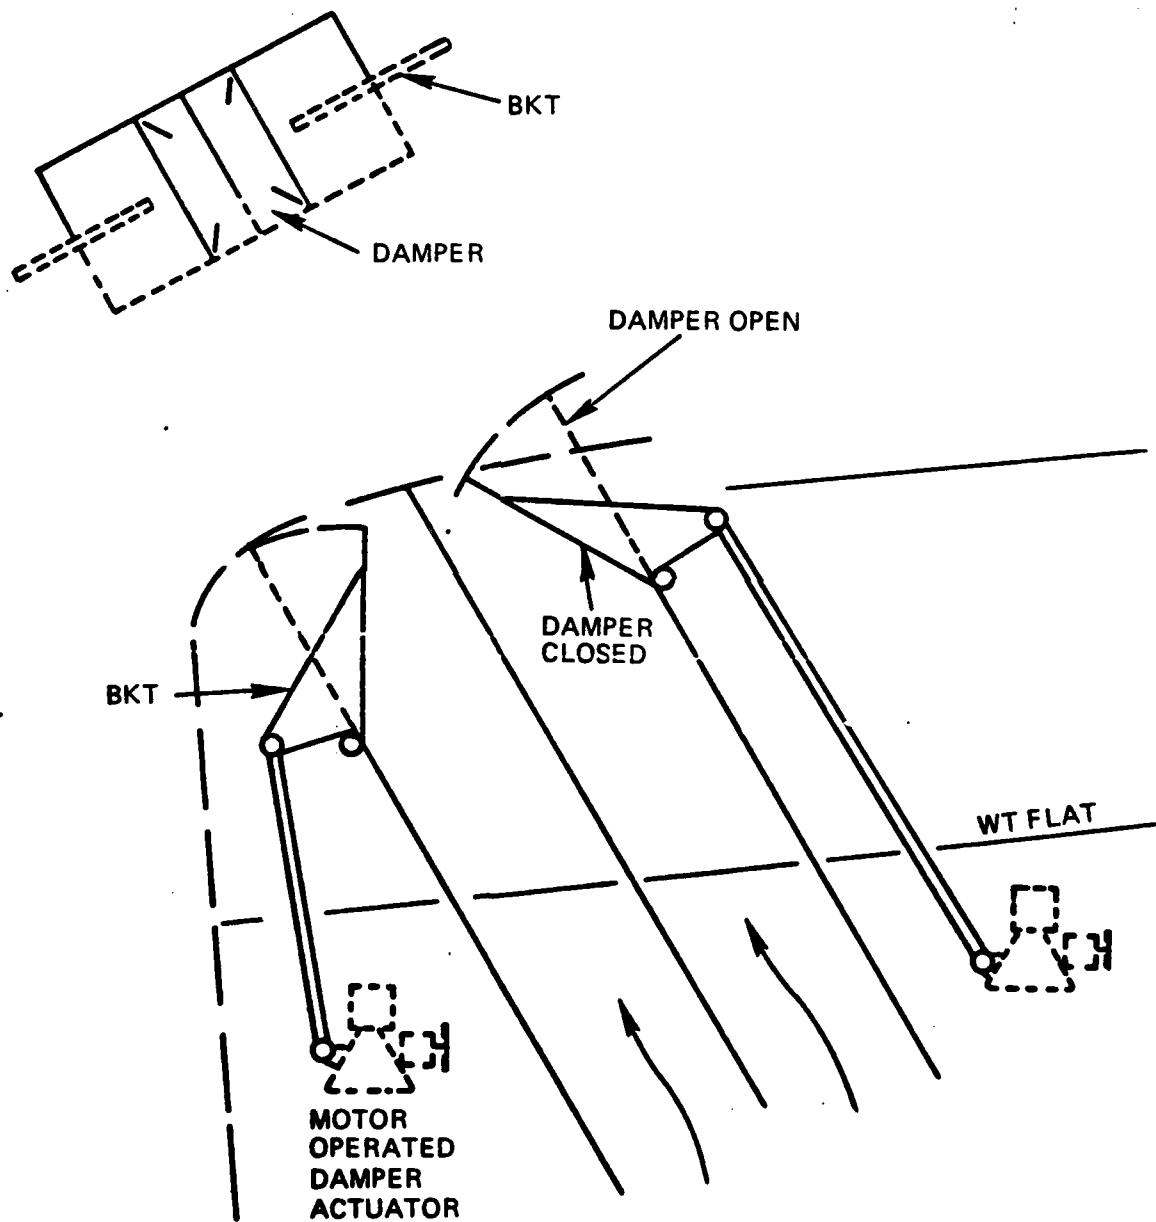 BKT
DAMPER
DAMPER OPEN
DAMPER
CLOSED
BKT
WT FLAT
MOTOR
OPERATED
DAMPER
ACTUATOR